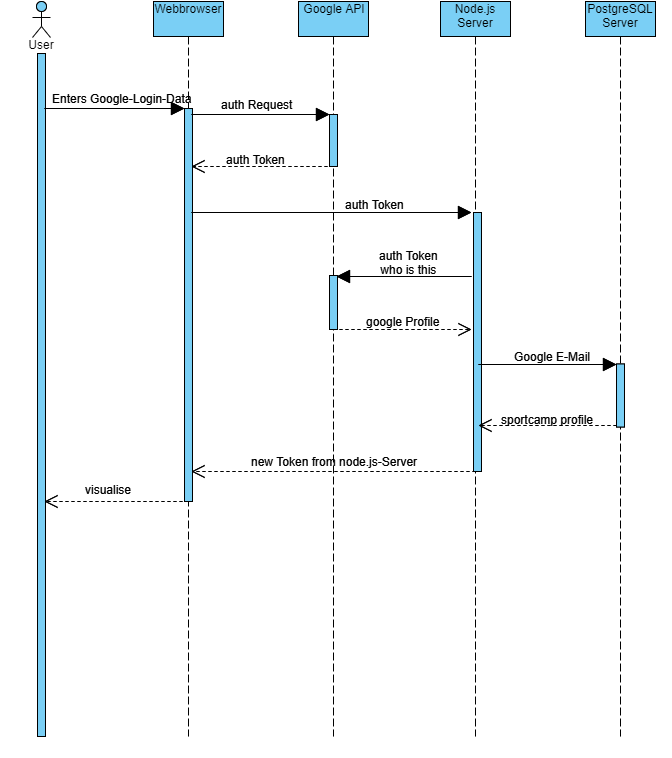 User
Webbrowser
Google API
Node.js
Server
PostgreSQL
Server
Enters Google-Login-Data
auth Request
auth Token
auth Token
auth Token
who is this
google Profile
Google E-Mail
sportcamp profile
new Token from node.js-Server
visualise